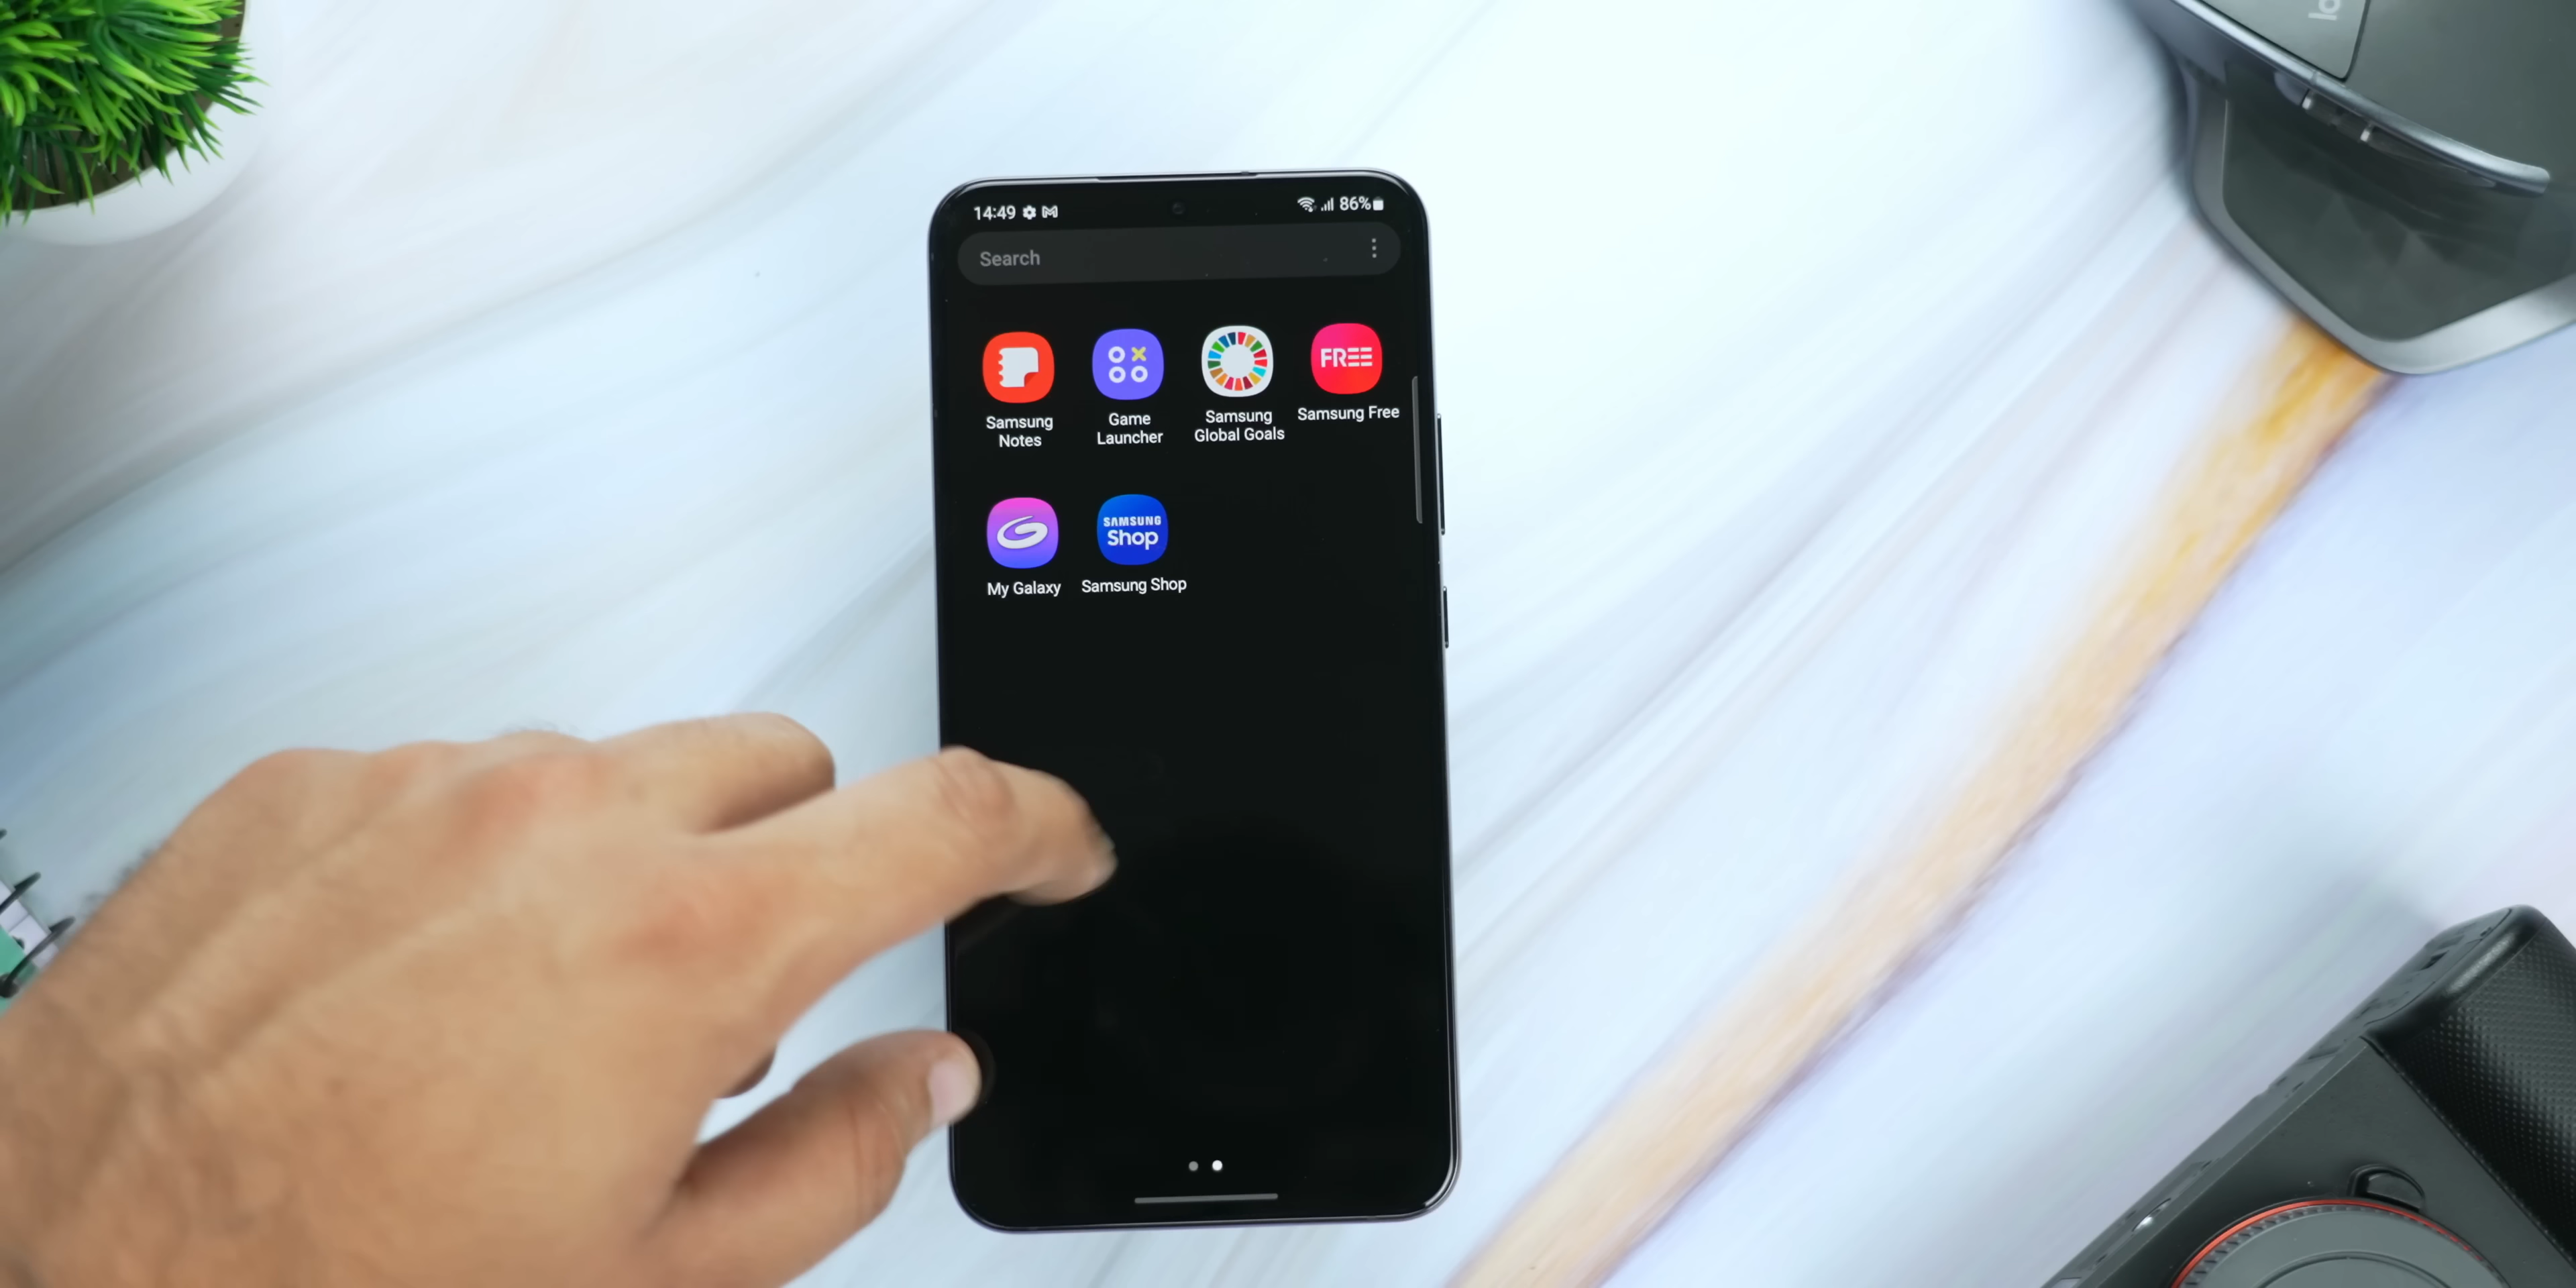 14:49
86%
Search
FREE
Samsung
Notes
Game
Launcher
Samsung
Global Goals
Samsung Free
SAMSUNG
Shop
My Galaxy
Samsung Shop